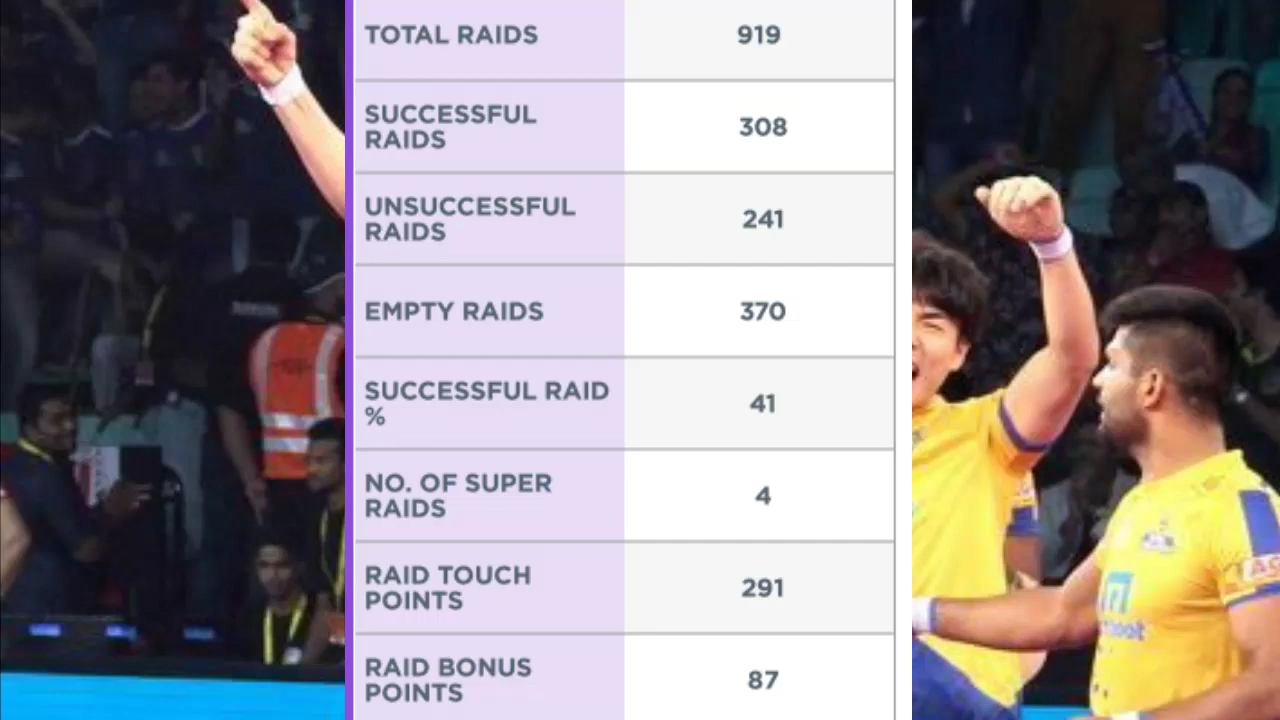 TOTAL RAIDS 919
SUCCESSFUL
RAIDS
308
UNSUCCESSFUL
RAIDS
241
EMPTY RAIDS 370
SUCCESSFUL RAID
%
41
NO. OF SUPER
RAIDS
4
RAID TOUCH
POINTS
291
RAID BONUS
POINTS
87